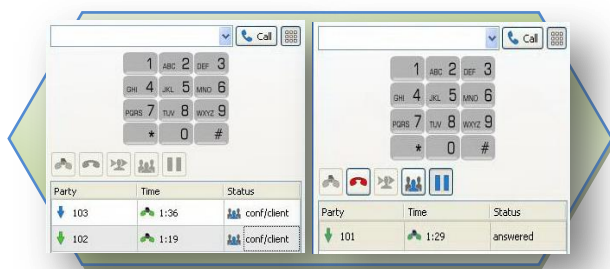 Call
1 ABC 2 DEF 3
GHI 4 JKL 5 MNO 6
PQRS 7 TUV 8 WXYZ 9
* 0 #
Party Time Status
103 1:36 conf/client
102 1:19 conf/client
Call
1 ABC 2 DEF 3
GHI 4 JKL 5 MNO 6
PQRS 7 TUV 8 WXYZ 9
* 0 #
Party Time Status
101 1:29 answered